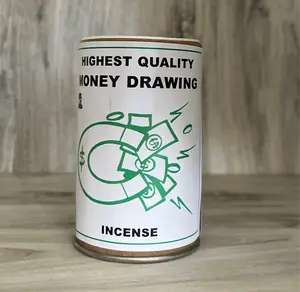 HIGHEST QUALITY
MONEY DRAWING
$
INCENSE